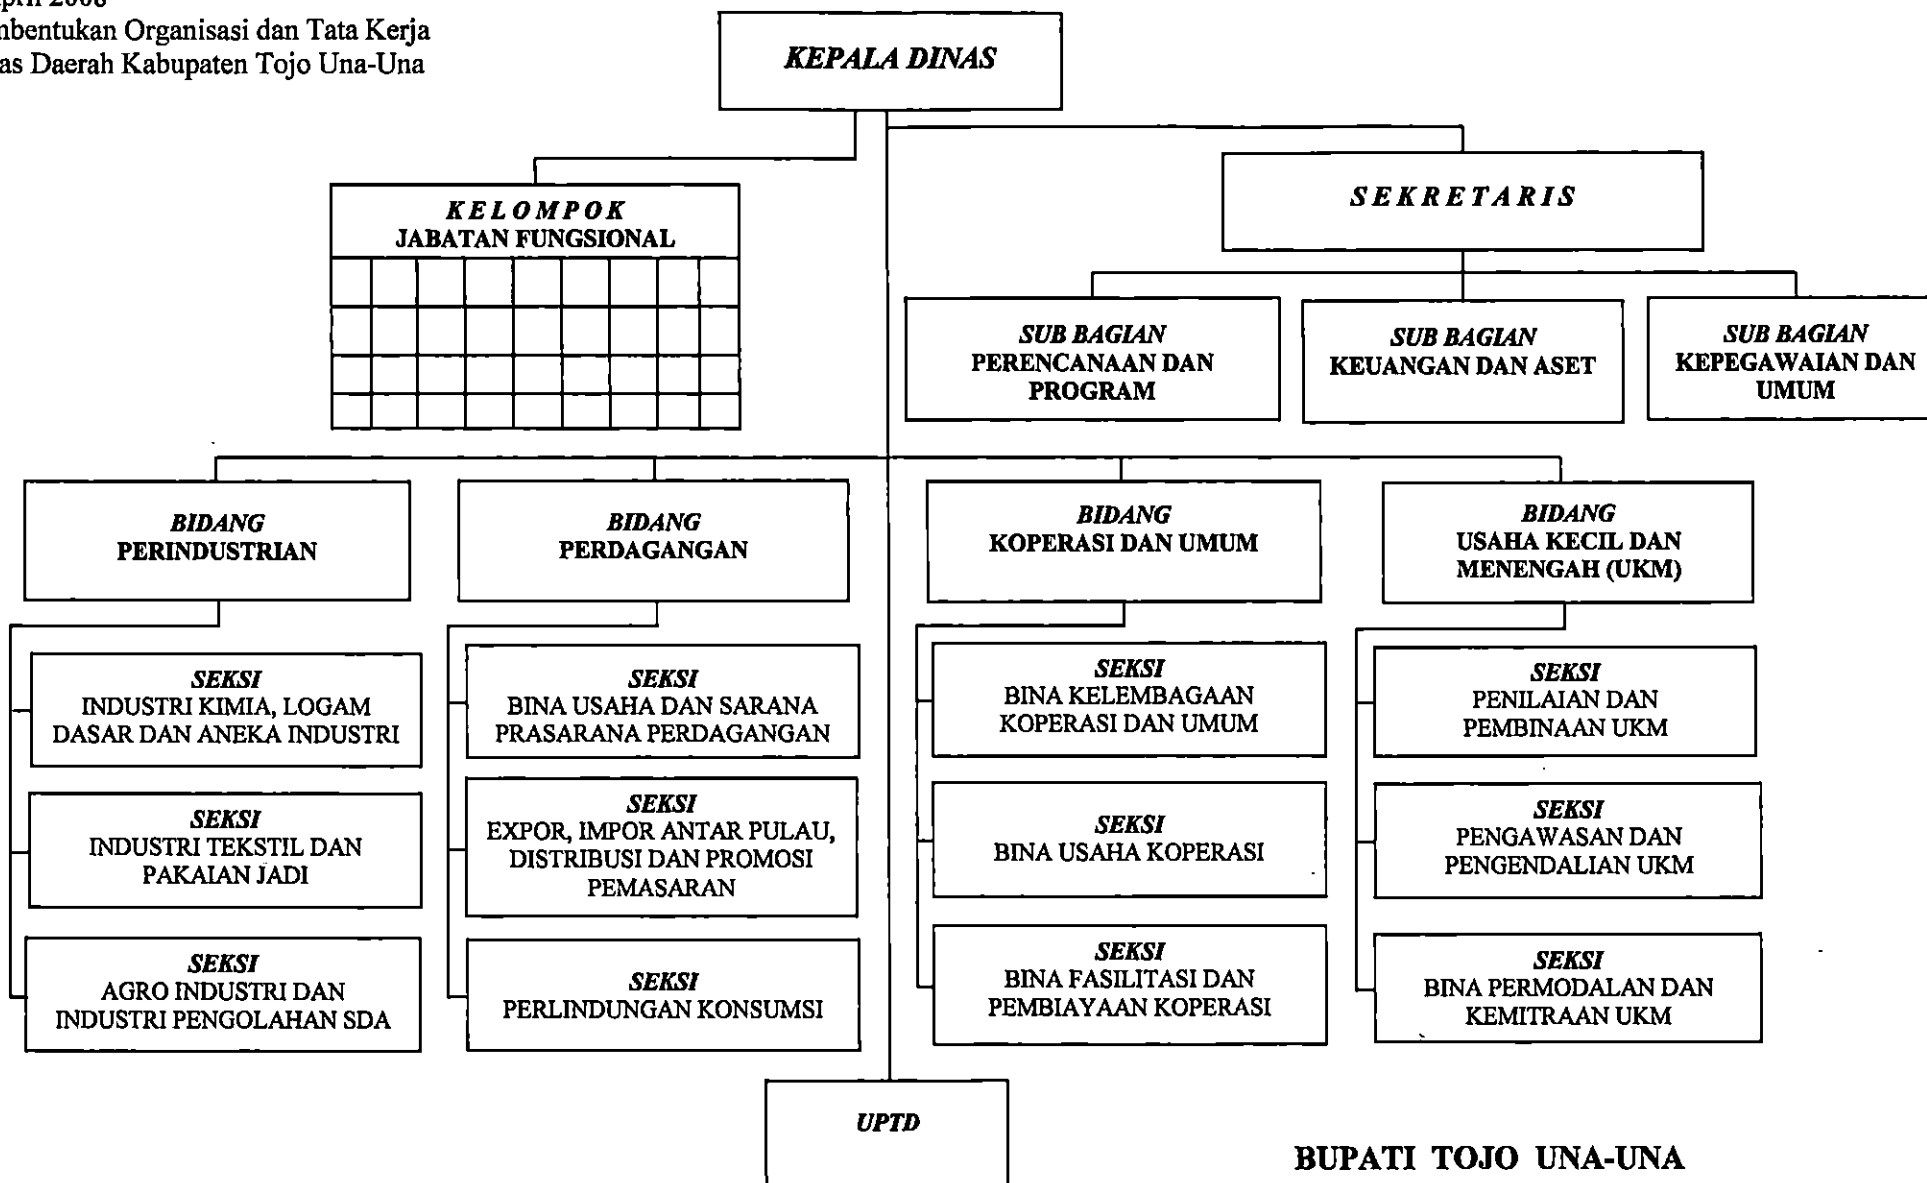 2008
Organisasi dan Tata Kerja
Daerah Kabupaten Tojo Una-Una
KEPALA DINAS
KELOMPOK
JABATAN FUNGSIONAL
SEKRETARIS
SUB BAGIAN
PERENCANAAN DAN
PROGRAM
SUB BAGIAN
KEUANGAN DAN ASET
SUB BAGIAN
KEPEGAWAIAN DAN
UMUM
BIDANG
PERINDUSTRIAN
BIDANG
PERDAGANGAN
BIDANG
KOPERASI DAN UMUM
BIDANG
USAHA KECIL DAN
MENENGAH (UKM)
SEKSI
INDUSTRI KIMIA, LOGAM
DASAR DAN ANEKA INDUSTRI
SEKSI
INDUSTRI TEKSTIL DAN
PAKAIAN JADI
SEKSI
AGRO INDUSTRI DAN
INDUSTRI PENGOLAHAN SDA
SEKSI
BINA USAHA DAN SARANA
PRASARANA PERDAGANGAN
SEKSI
EXPOR, IMPOR ANTAR PULAU,
DISTRIBUSI DAN PROMOSI
PEMASARAN
SEKSI
PERLINDUNGAN KONSUMSI
SEKSI
BINA KELEMBAGAAN
KOPERASI DAN UMUM
SEKSI
BINA USAHA KOPERASI
SEKSI
BINA FASILITASI DAN
PEMBIAYAAN KOPERASI
SEKSI
PENILAIAN DAN
PEMBINAAN UKM
SEKSI
PENGAWASAN DAN
PENGENDALIAN UKM
SEKSI
BINA PERMODALAN DAN
KEMITRAAN UKM
UPTD
BUPATI TOJO UNA-UNA